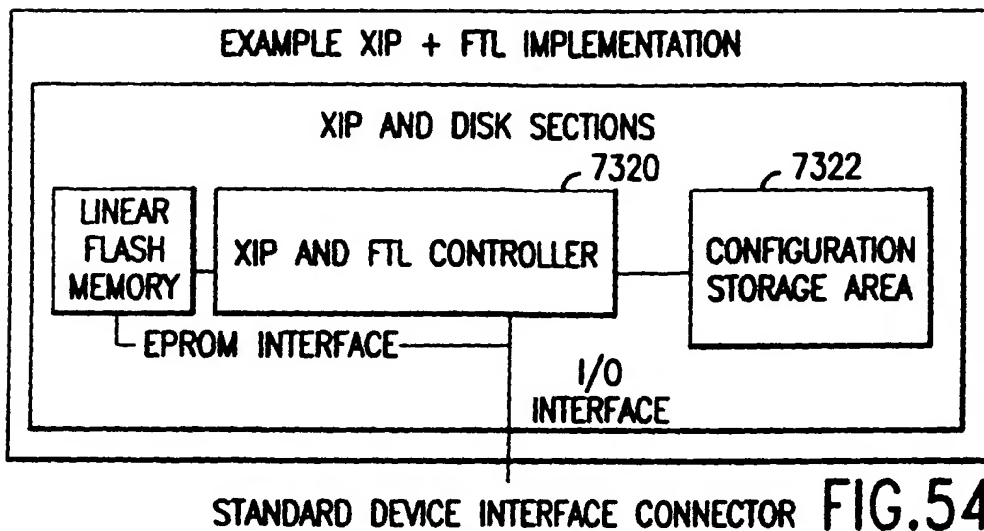 EXAMPLE XIP + FTL IMPLEMENTATION
XIP AND DISK SECTIONS
7320
7322
LINEAR
FLASH
MEMORY
XIP AND FTL CONTROLLER
CONFIGURATION
STORAGE AREA
EPROM INTERFACE
I/O
INTERFACE
STANDARD DEVICE INTERFACE CONNECTOR
FIG.54